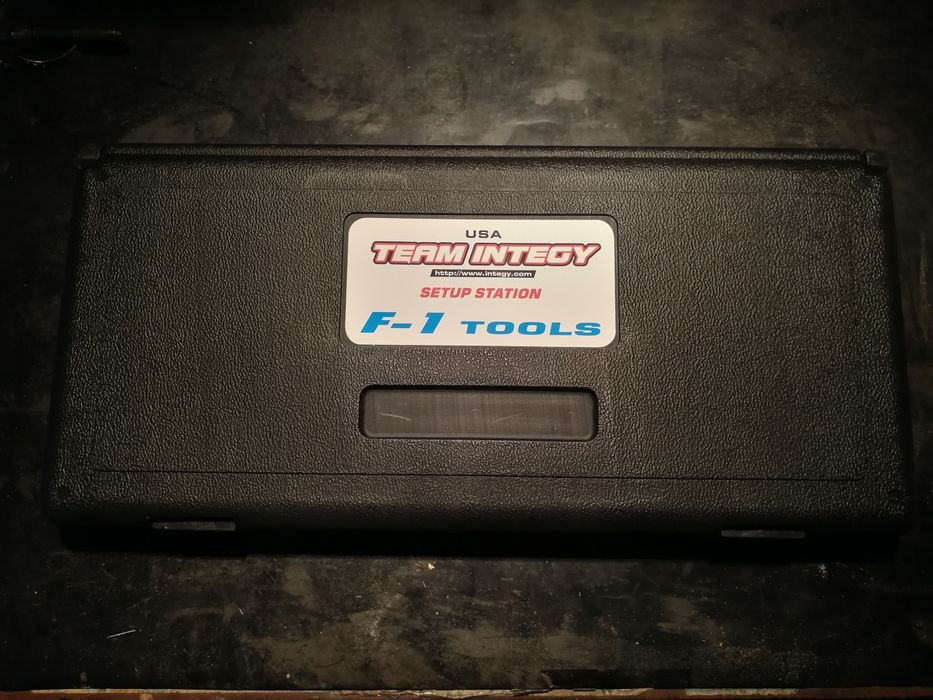 USA
TEAM INTEGY
http://www.integy.com
SETUP STATION
F-1 TOOLS